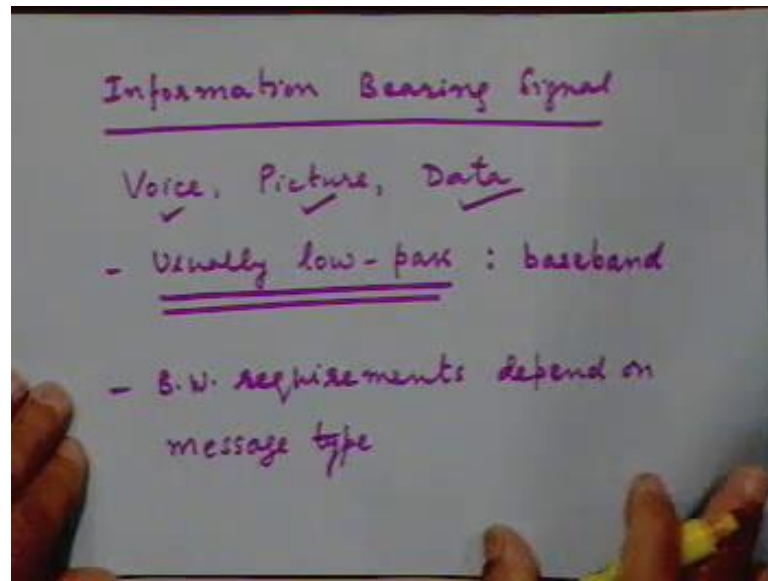 Information Bearing Signal
Voice, Picture, Data
- Usually low-pass : baseband
- B.W. requirements depend on
message type